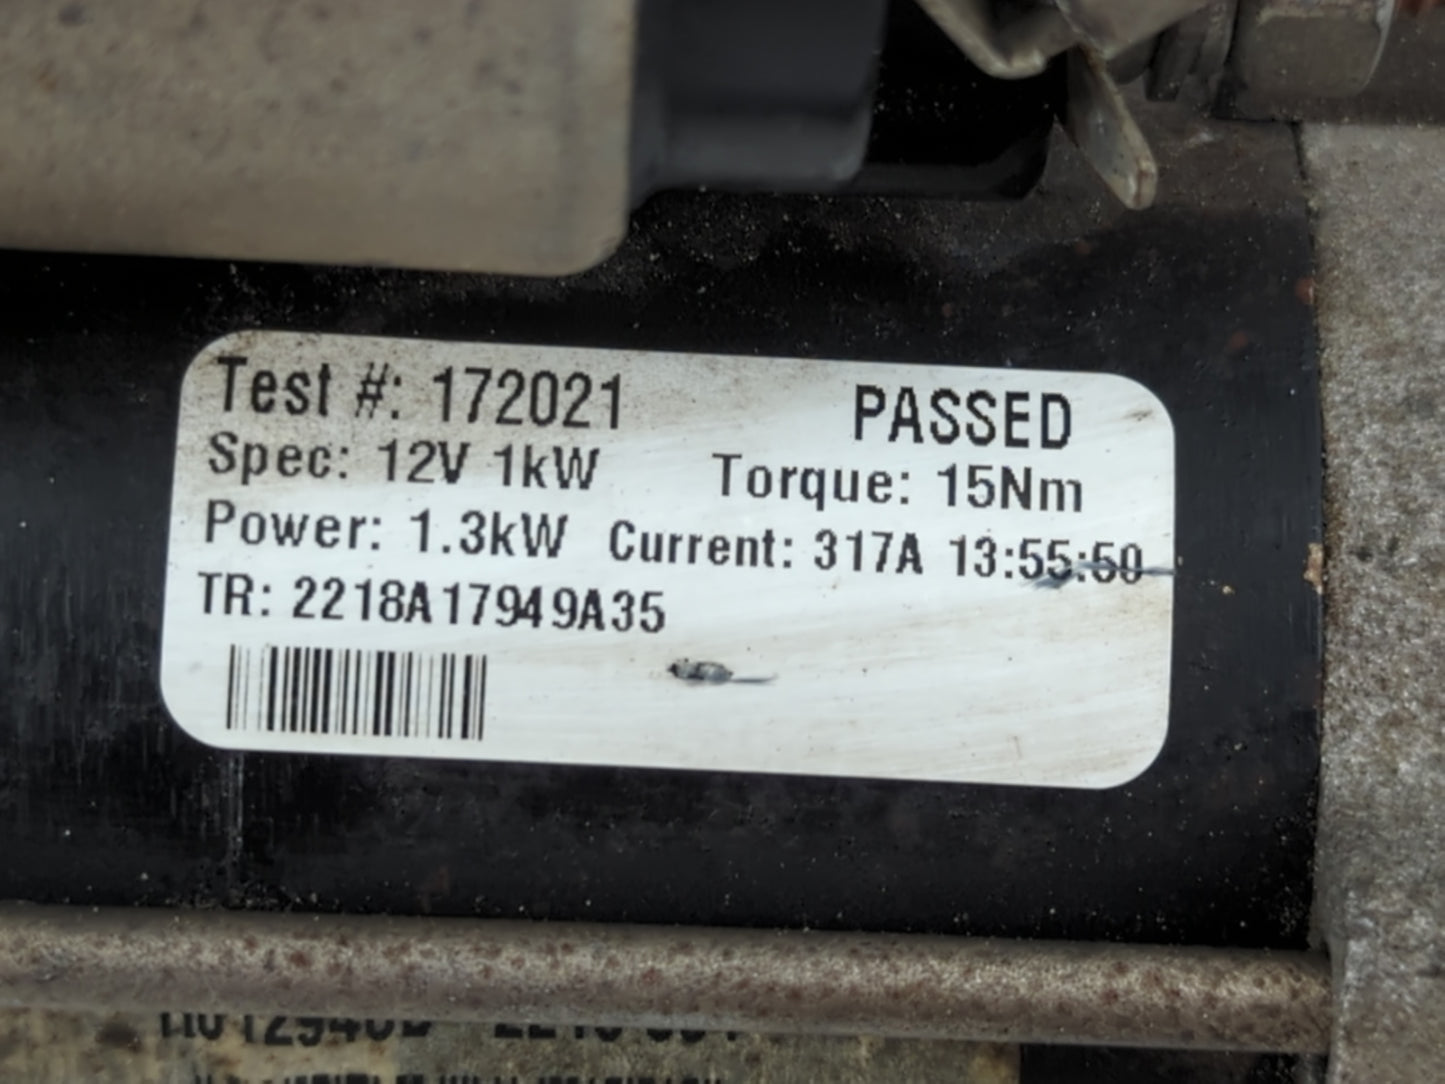 Test #: 172021 PASSED
Spec: 12V 1kW Torque: 15Nm
Power: 1.3kW Current: 317A 13:55:50
TR: 2218A17949A35